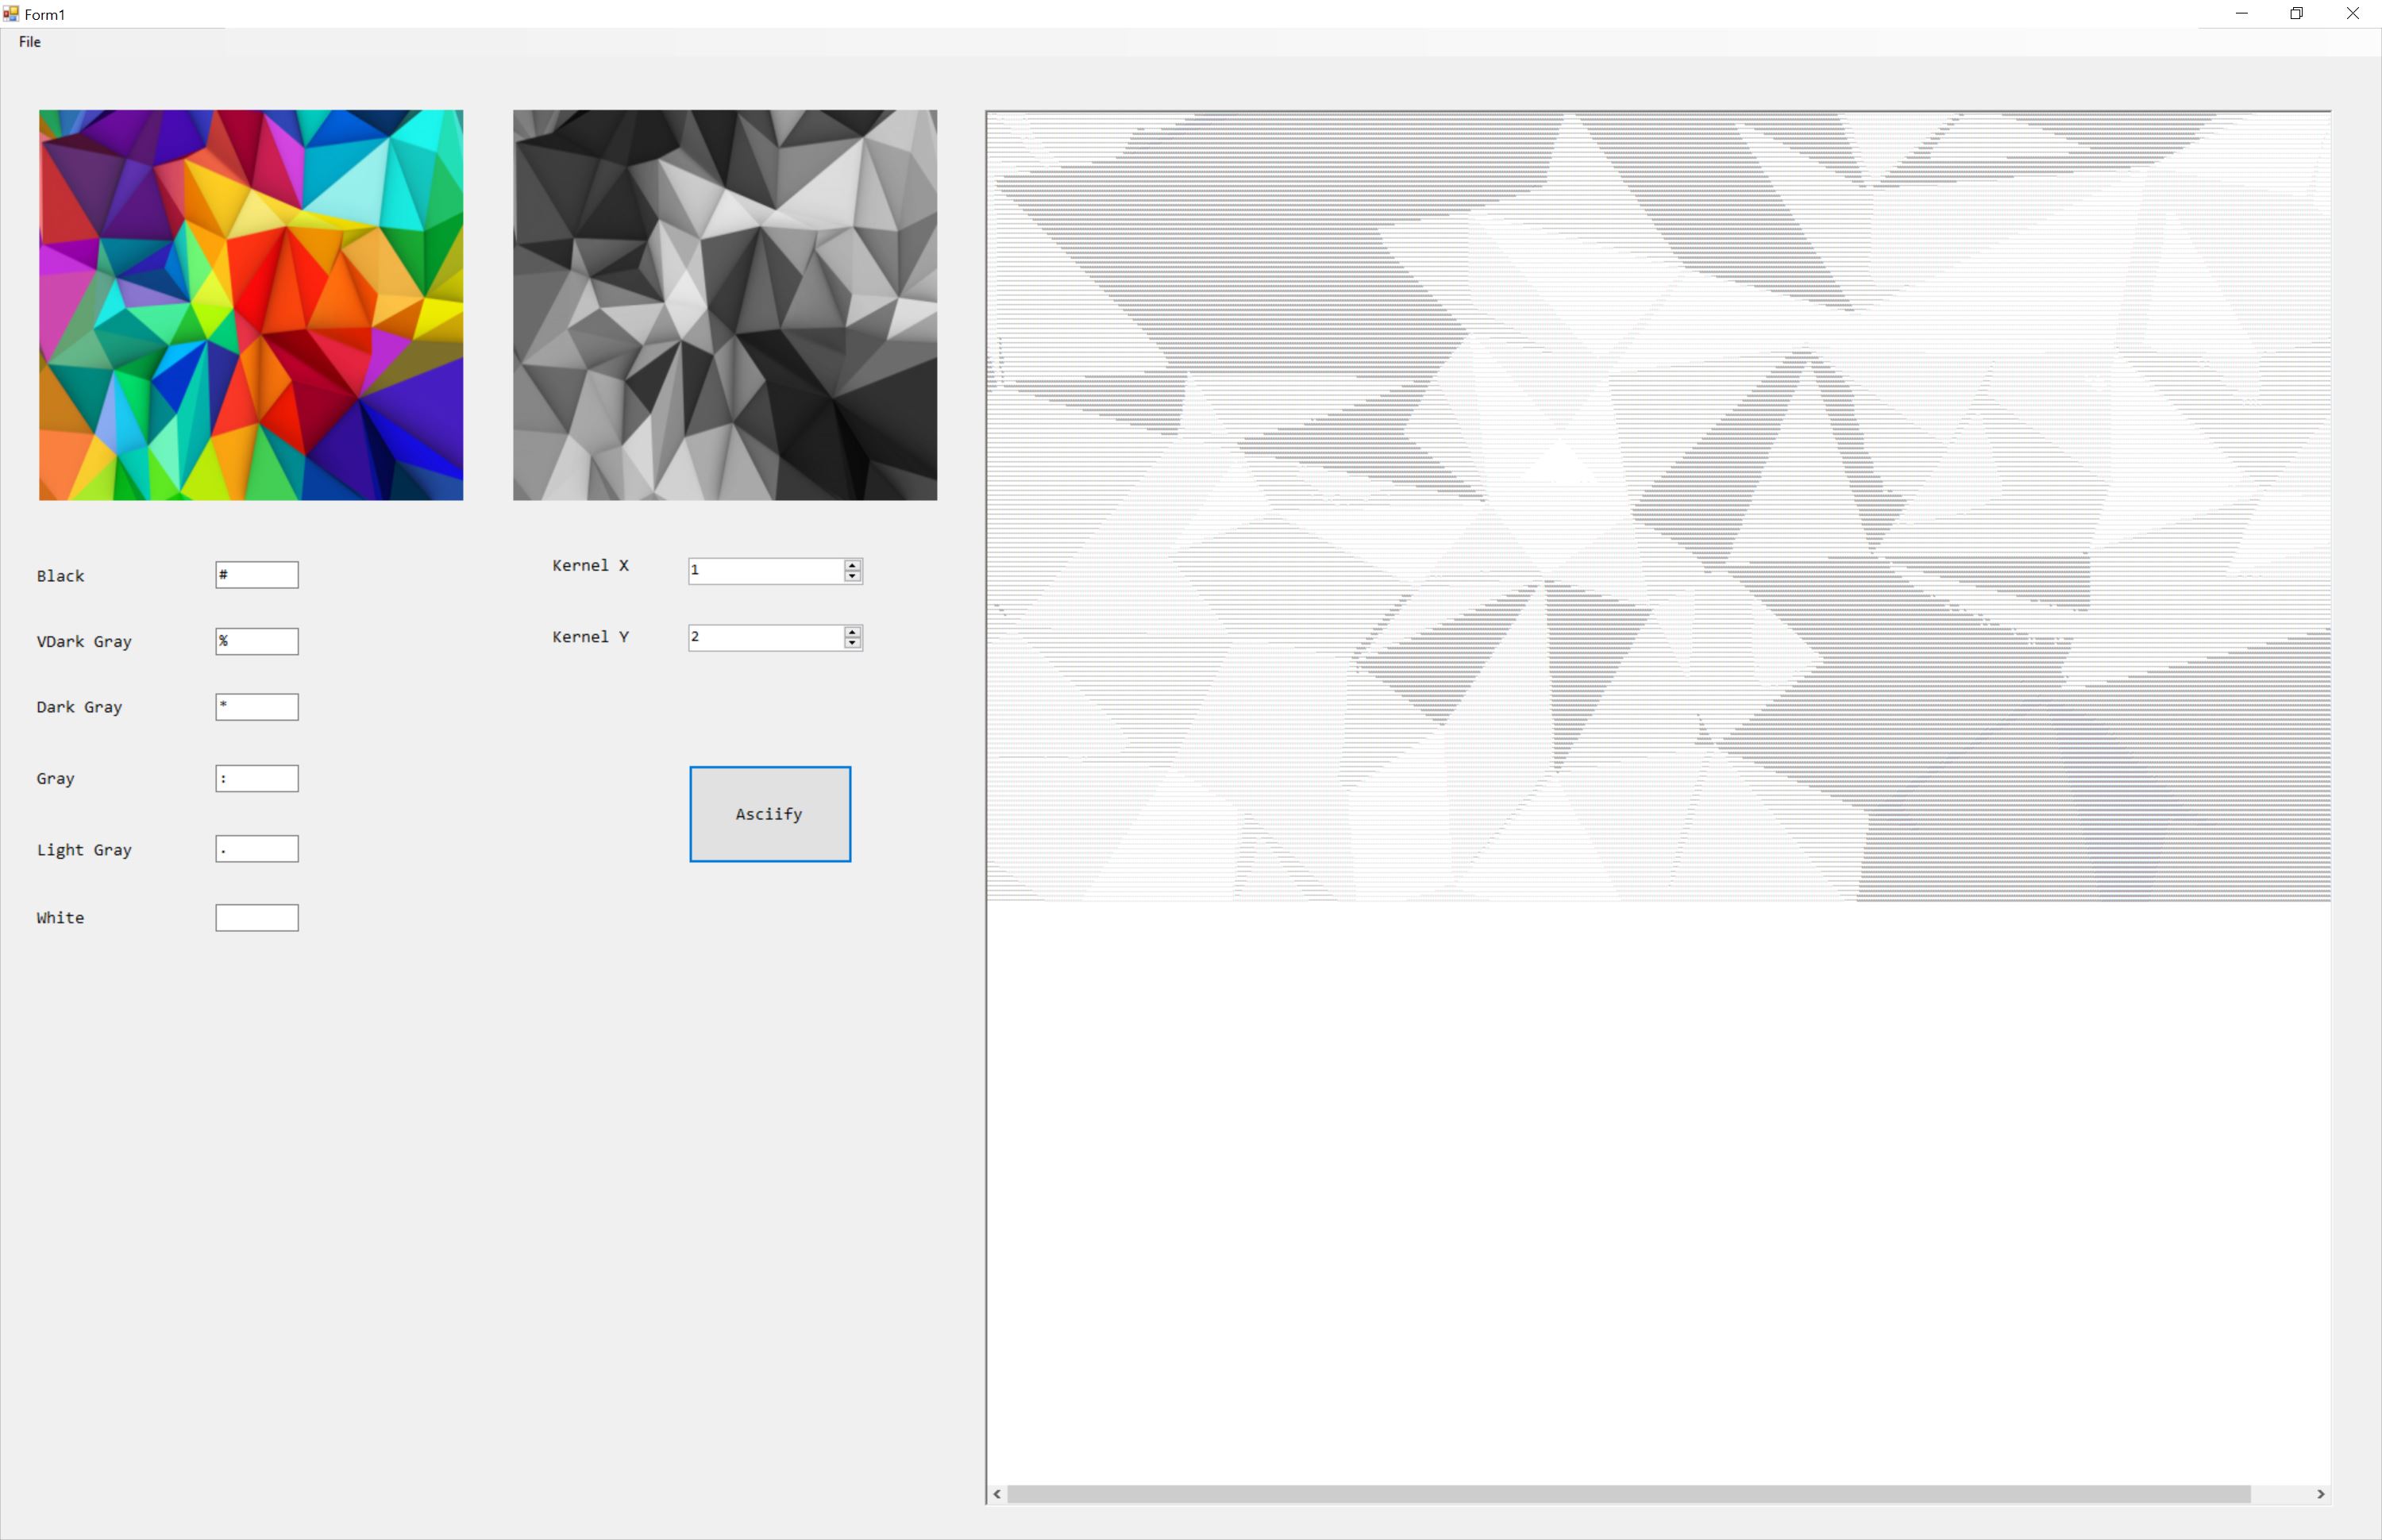 Form1
File
Black #
VDark Gray %
Dark Gray *
Gray :
Light Gray .
White
Kernel X 1
Kernel Y 2
Asciify